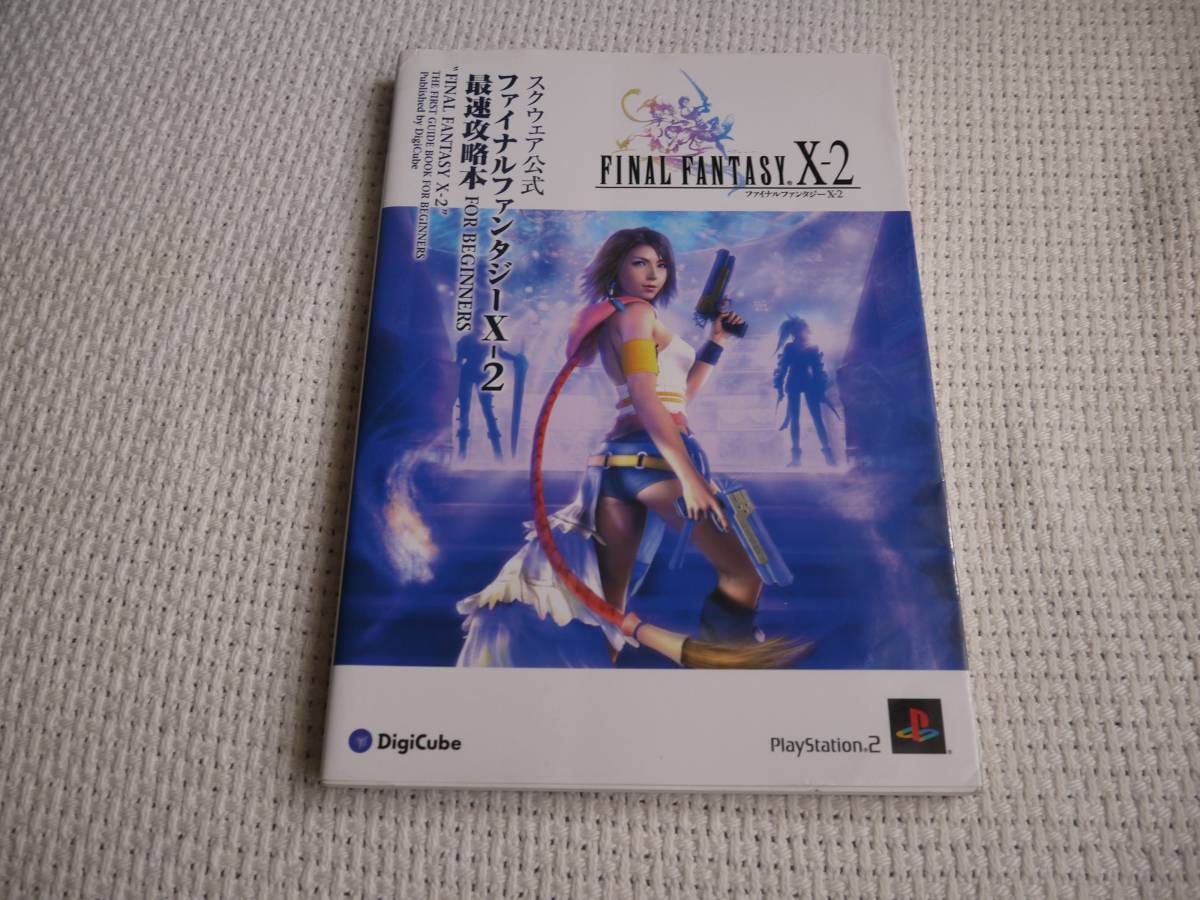 スクウェア公式
ファイナルファンタジーX-2
最速攻略本 FOR BEGINNERS
"FINAL FANTASY X-2"
THE FIRST GUIDE BOOK FOR BEGINNERS
Published by DigiCube
FINAL FANTASY® X-2
ファイナルファンタジーX-2
DigiCube
PlayStation®2